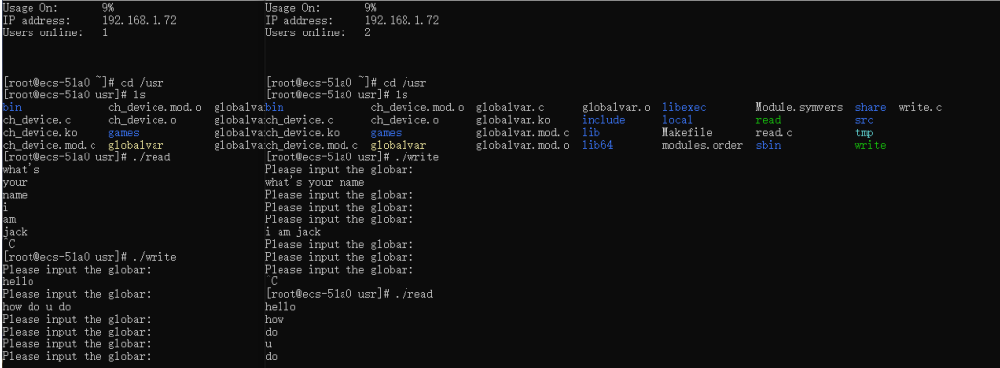 Usage On: 9%
IP address: 192.168.1.72
Users online: 1
[root@ecs-51a0 ~]# cd /usr
[root@ecs-51a0 usr]# ls
bin ch_device.mod.o globalva
ch_device.c ch_device.o globalva
ch_device.ko games globalva
ch_device.mod.c globalvar globalva
[root@ecs-51a0 usr]# ./read
what's
your
name
i
am
jack
^C
[root@ecs-51a0 usr]# ./write
Please input the globar:
hello
Please input the globar:
how do u do
Please input the globar:
Please input the globar:
Please input the globar:
Please input the globar:
Usage On: 9%
IP address: 192.168.1.72
Users online: 2
[root@ecs-51a0 ~]# cd /usr
[root@ecs-51a0 usr]# ls
bin ch_device.mod.o globalvar.c globalvar.o libexec Module.symvers share write.c
ch_device.c ch_device.o globalvar.ko include local read src
ch_device.ko games globalvar.mod.c lib Makefile read.c tmp
ch_device.mod.c globalvar globalvar.mod.o lib64 modules.order sbin write
[root@ecs-51a0 usr]# ./write
Please input the globar:
what's your name
Please input the globar:
Please input the globar:
Please input the globar:
i am jack
Please input the globar:
Please input the globar:
Please input the globar:
^C
[root@ecs-51a0 usr]# ./read
hello
how
do
u
do